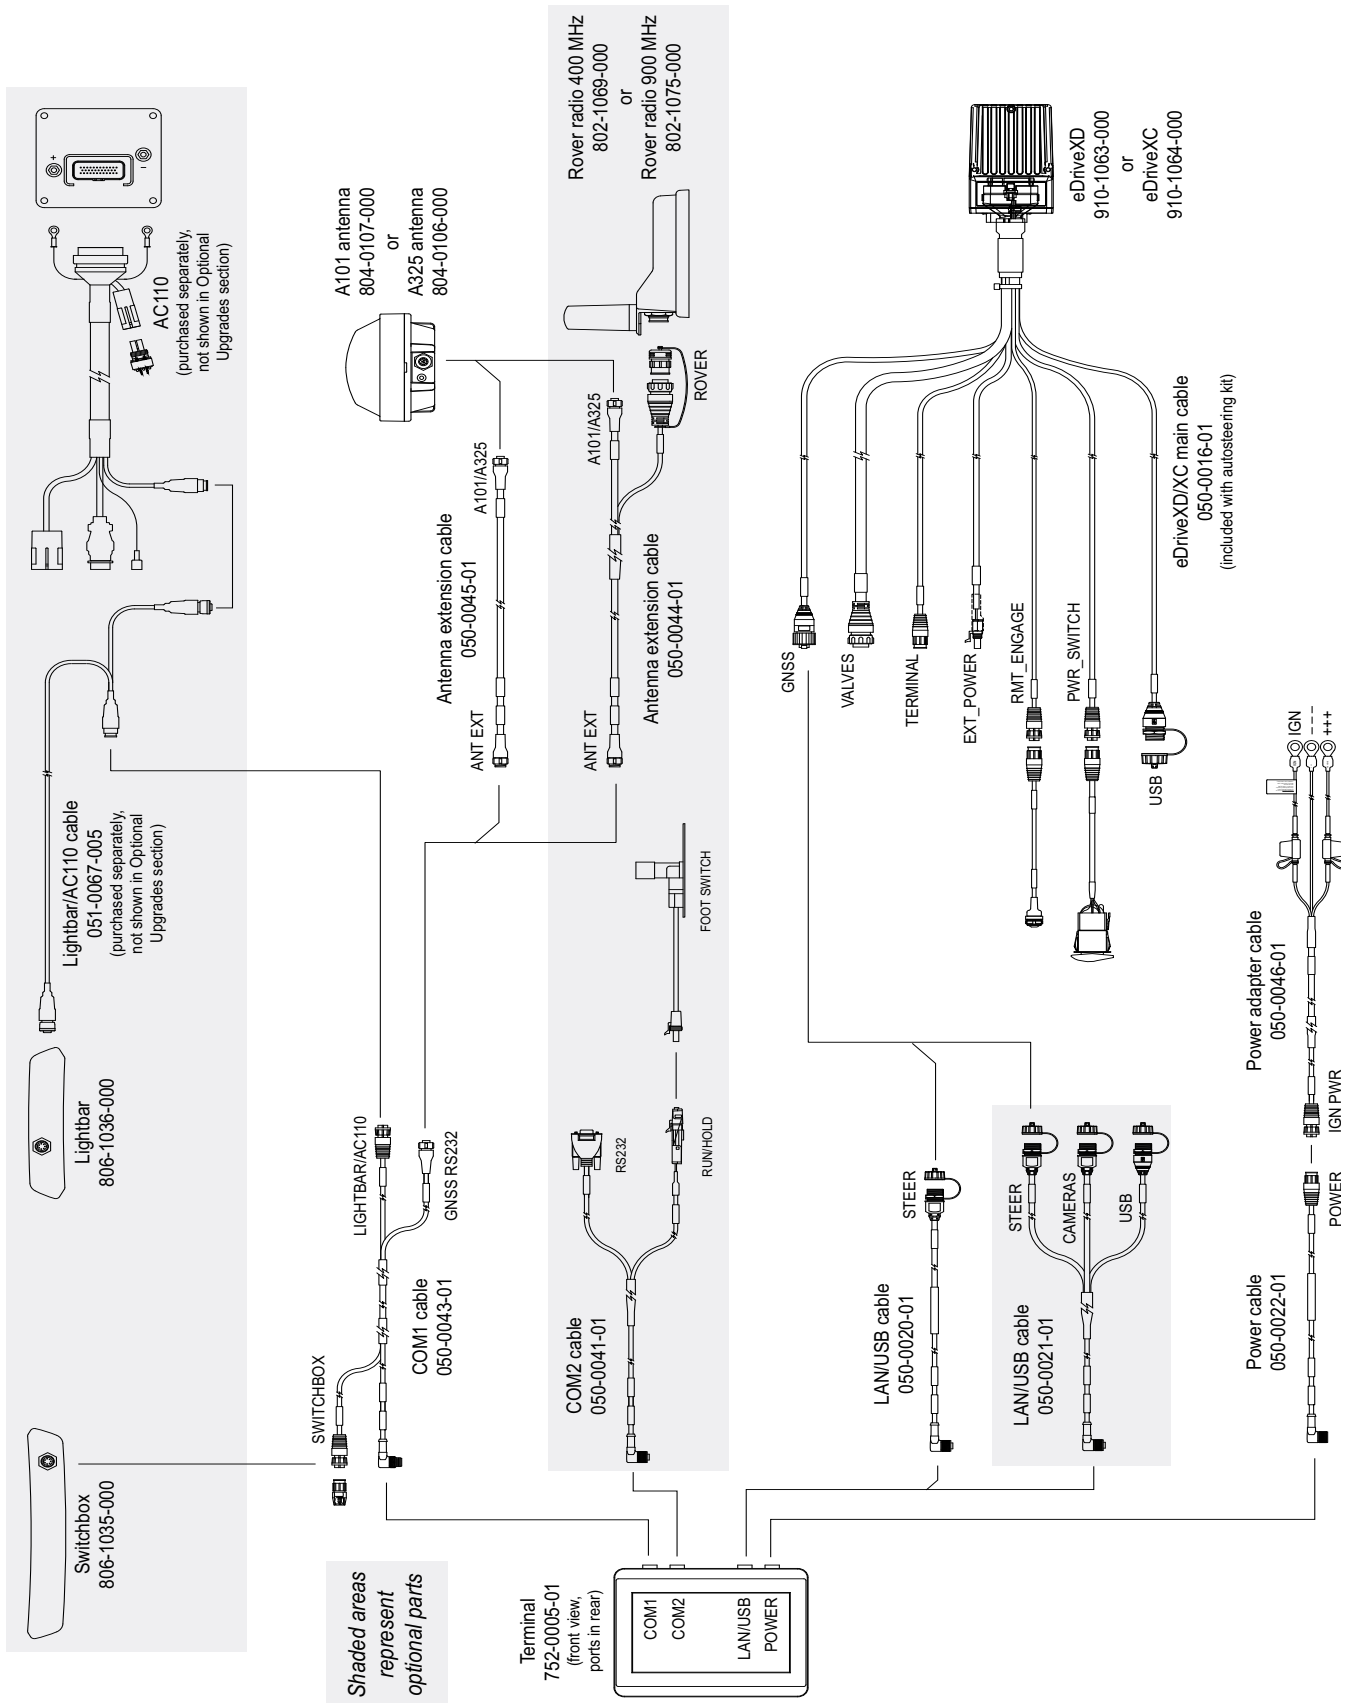 Switchbox
806-1035-000
Lightbar
806-1036-000
Lightbar/AC110 cable
051-0067-005
(purchased separately,
not shown in Optional
Upgrades section)
AC110
(purchased separately,
not shown in Optional
Upgrades section)
+
–
Shaded areas
represent
optional parts
SWITCHBOX
LIGHTBAR/AC110
GNSS RS232
COM1 cable
050-0043-01
ANT EXT
Antenna extension cable
050-0045-01
A101/A325
A101 antenna
804-0107-000
or
A325 antenna
804-0106-000
Terminal
752-0005-01
(front view,
ports in rear)
COM1
COM2
LAN/USB
POWER
COM2 cable
050-0041-01
RS232
RUN/HOLD
FOOT SWITCH
ANT EXT
Antenna extension cable
050-0044-01
A101/A325
ROVER
Rover radio 400 MHz
802-1069-000
or
Rover radio 900 MHz
802-1075-000
LAN/USB cable
050-0020-01
STEER
LAN/USB cable
050-0021-01
STEER
CAMERAS
USB
GNSS
VALVES
TERMINAL
EXT_POWER
RMT_ENGAGE
PWR_SWITCH
USB
eDriveXD/XC main cable
050-0016-01
(included with autosteering kit)
eDriveXD
910-1063-000
or
eDriveXC
910-1064-000
Power cable
050-0022-01
POWER
IGN PWR
Power adapter cable
050-0046-01
IGN
- - -
+++